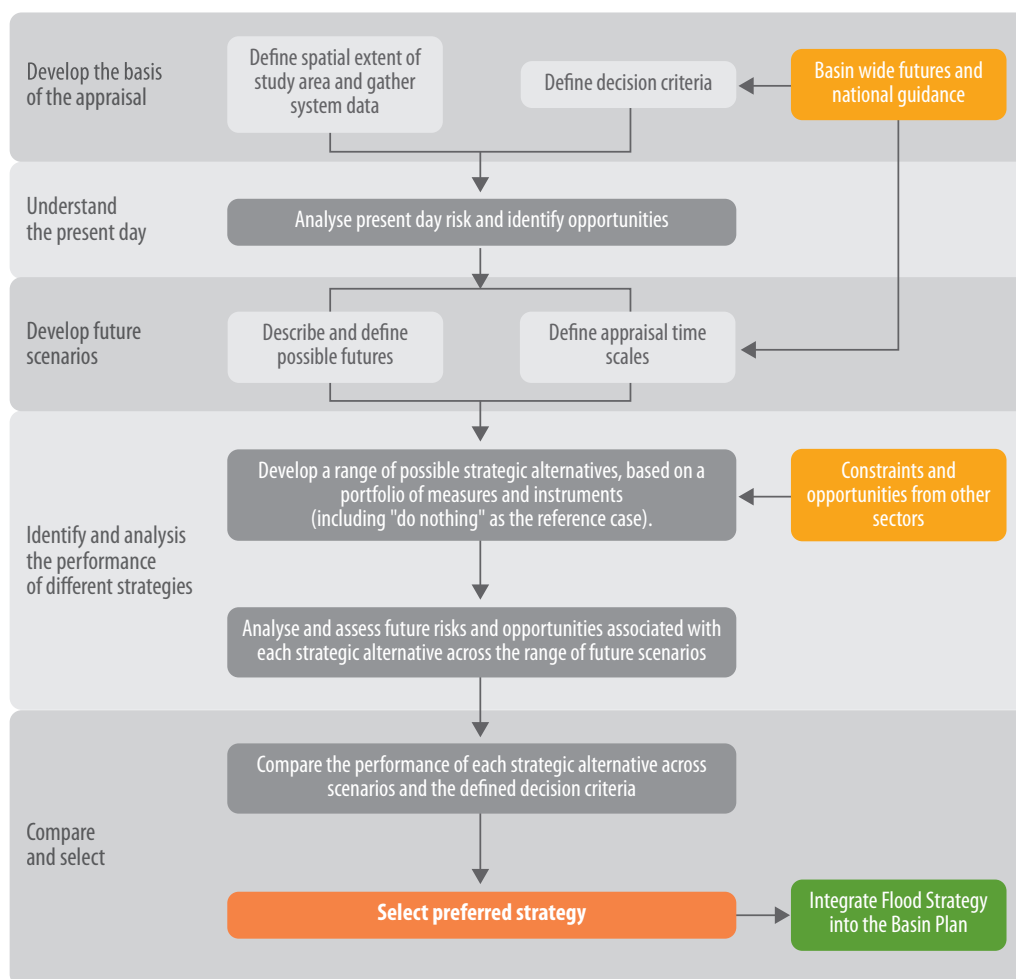 Develop the basis
of the appraisal
Define spatial extent of
study area and gather
system data
Define decision criteria
Basin wide futures and
national guidance
Understand
the present day
Analyse present day risk and identify opportunities
Develop future
scenarios
Describe and define
possible futures
Define appraisal time
scales
Identify and analysis
the performance
of different strategies
Develop a range of possible strategic alternatives, based on a
portfolio of measures and instruments
(including "do nothing" as the reference case).
Constraints and
opportunities from other
sectors
Analyse and assess future risks and opportunities associated with
each strategic alternative across the range of future scenarios
Compare
and select
Compare the performance of each strategic alternative across
scenarios and the defined decision criteria
Select preferred strategy
Integrate Flood Strategy
into the Basin Plan